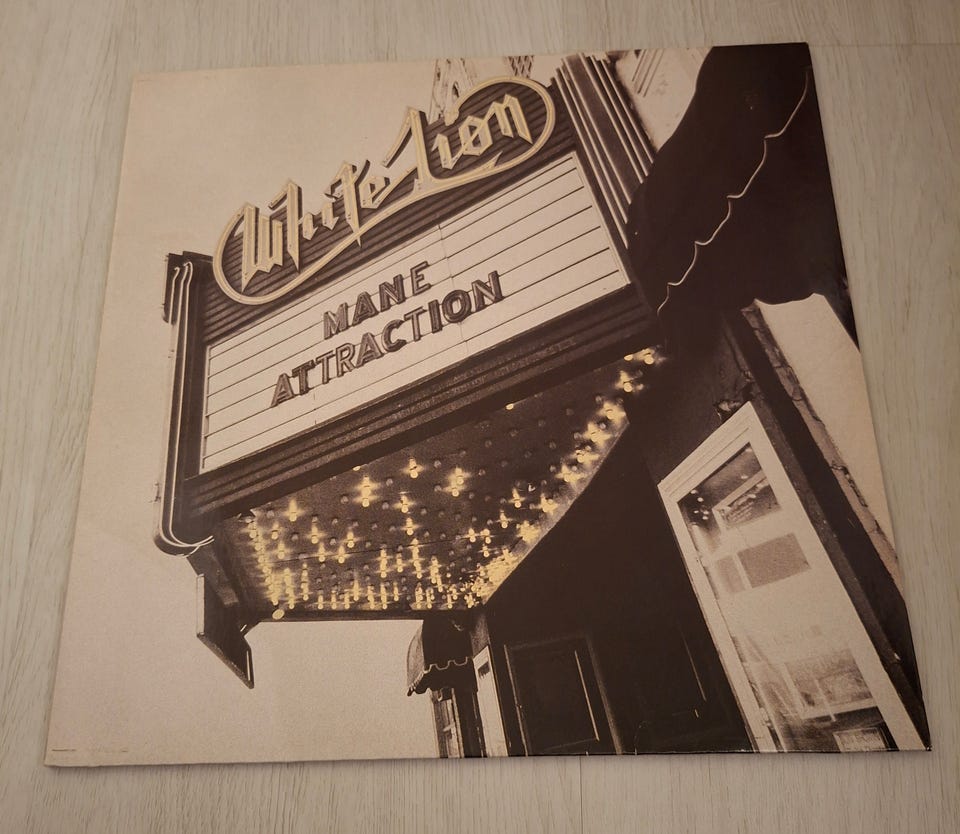 White Lion
MANE
ATTRACTION